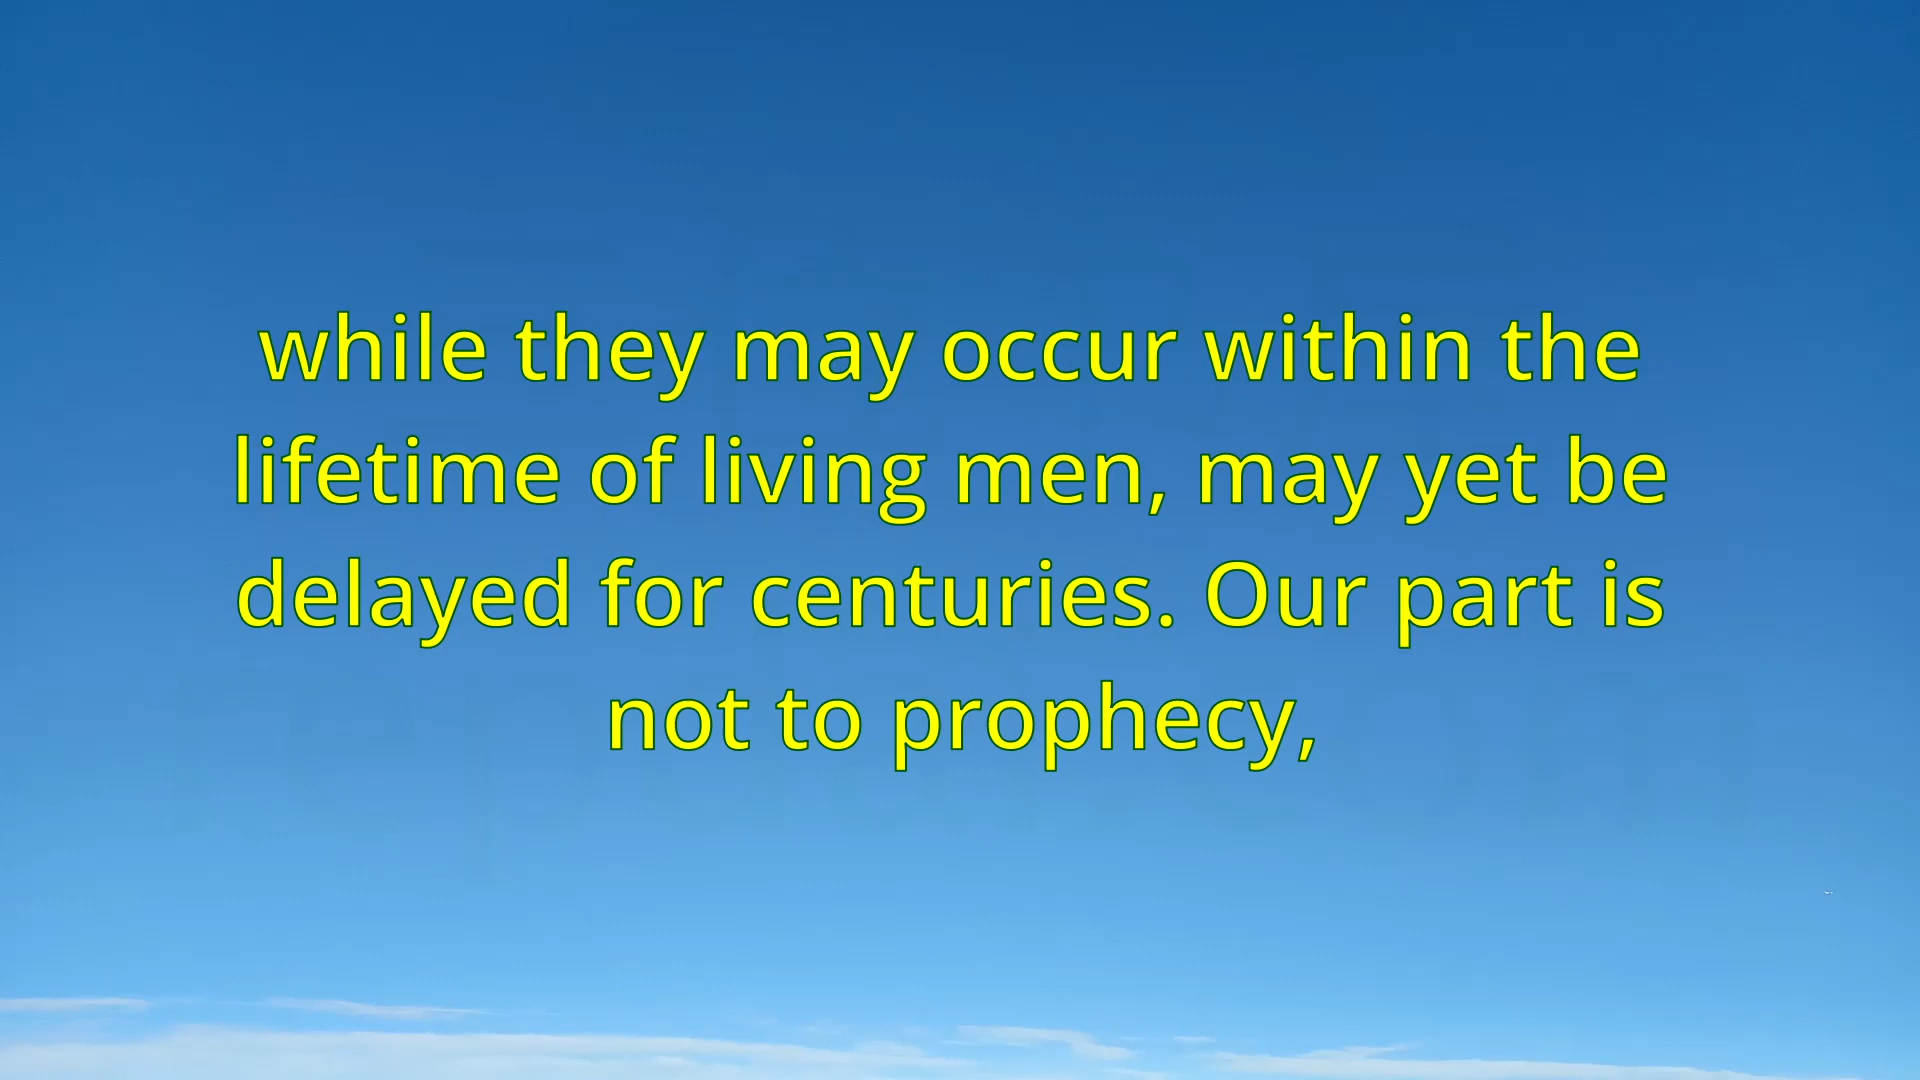 while they may occur within the
lifetime of living men, may yet be
delayed for centuries. Our part is
not to prophecy,